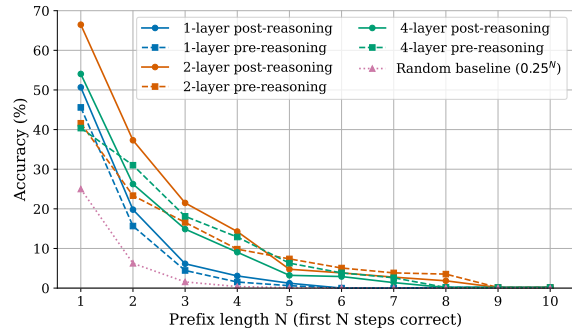 70
60
50
40
30
20
10
0
Accuracy (%)
1-layer post-reasoning
1-layer pre-reasoning
2-layer post-reasoning
2-layer pre-reasoning
4-layer post-reasoning
4-layer pre-reasoning
Random baseline (0.25^N)
1 2 3 4 5 6 7 8 9 10
Prefix length N (first N steps correct)